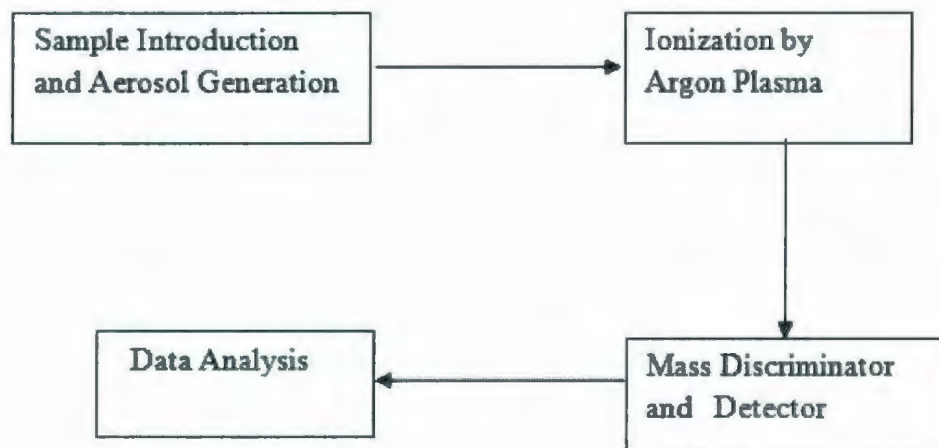 Sample Introduction
and Aerosol Generation
Ionization by
Argon Plasma
Mass Discriminator
and Detector
Data Analysis